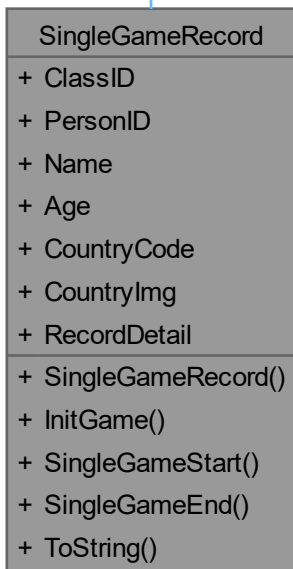 SingleGameRecord
+ ClassID
+ PersonID
+ Name
+ Age
+ CountryCode
+ CountryImg
+ RecordDetail
+ SingleGameRecord()
+ InitGame()
+ SingleGameStart()
+ SingleGameEnd()
+ ToString()